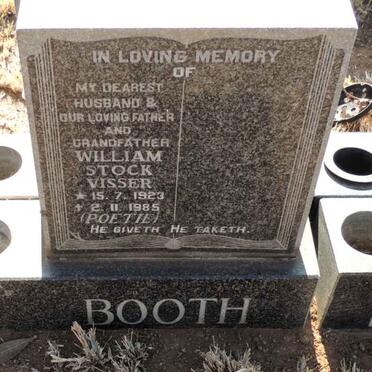 IN LOVING MEMORY
OF
MY DEAREST
HUSBAND &
OUR LOVING FATHER
AND
GRANDFATHER
WILLIAM
STOCK
VISSER
* 15. 7. 1923
+ 2. 11. 1985
(POETIE)
HE GIVETH HE TAKETH.
BOOTH